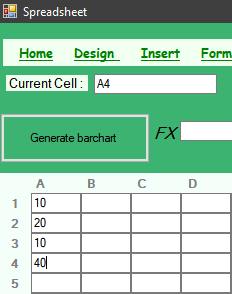 Spreadsheet
Home Design Insert Form
Current Cell : A4
Generate barchart FX
A B C D
1 10
2 20
3 10
4 40
5